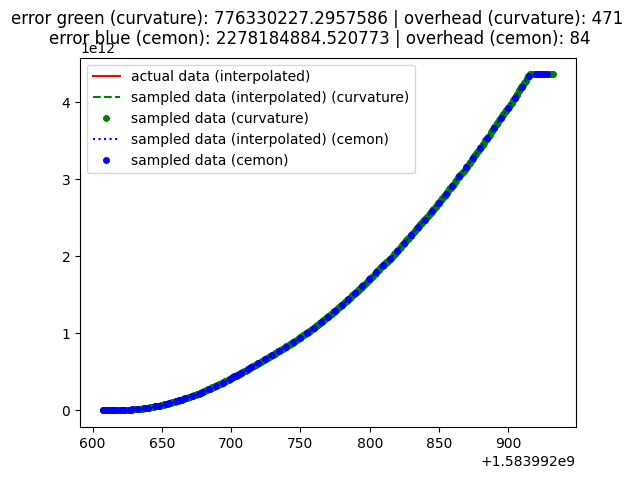 error green (curvature): 776330227.2957586 | overhead (curvature): 471
error blue (cemon): 2278184884.520773 | overhead (cemon): 84
1e12
actual data (interpolated)
sampled data (interpolated) (curvature)
sampled data (curvature)
sampled data (interpolated) (cemon)
sampled data (cemon)
4
3
2
1
0
600 650 700 750 800 850 900
+1.583992e9